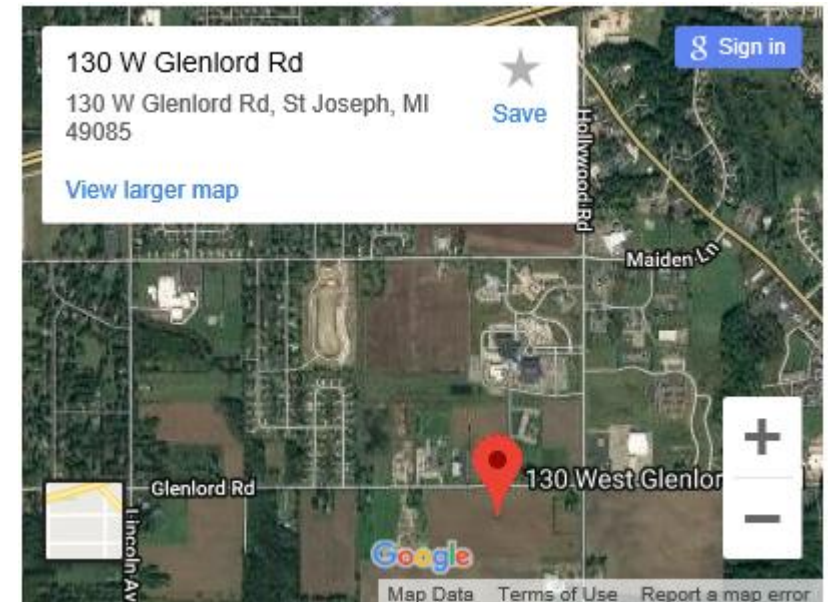 130 W Glenlord Rd
130 W Glenlord Rd, St Joseph, MI
49085
Save
View larger map
g Sign in
Hollywood Rd
Maiden Ln
130 West Glenlor
Glenlord Rd
Lincoln Av
+
−
Google
Map Data Terms of Use Report a map error